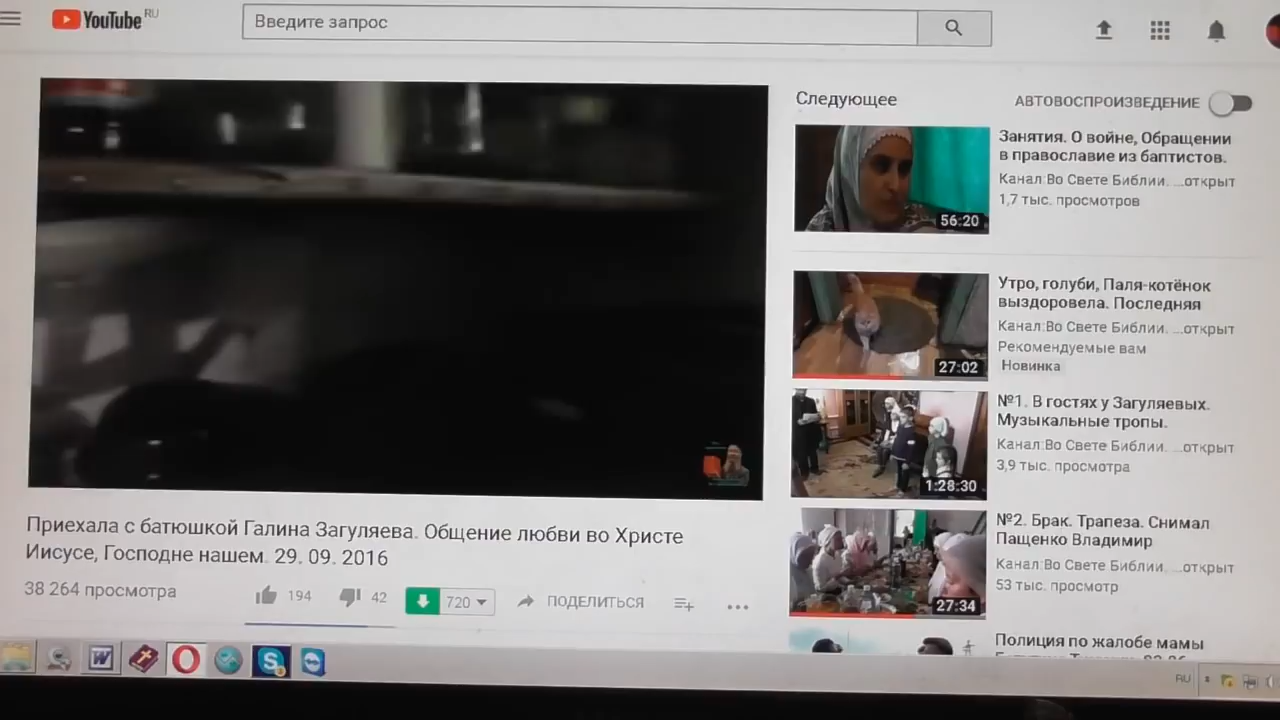 YouTube RU
Введите запрос
Следующее
АВТОВОСПРОИЗВЕДЕНИЕ
Занятия. О войне, Обращении
в православие из баптистов.
Канал:Во Свете Библии. ...открыт
1,7 тыс. просмотров
56:20
Утро, голуби, Паля-котёнок
выздоровела. Последняя
Канал:Во Свете Библии. ...открыт
Рекомендуемые вам
Новинка
27:02
№1. В гостях у Загуляевых.
Музыкальные тропы.
Канал:Во Свете Библии. ...открыт
3,9 тыс. просмотра
1:28:30
№2. Брак. Трапеза. Снимал
Пащенко Владимир
Канал:Во Свете Библии. ...открыт
53 тыс. просмотр
27:34
Полиция по жалобе мамы
Приехала с батюшкой Галина Загуляева. Общение любви во Христе
Иисусе, Господне нашем. 29. 09. 2016
38 264 просмотра
194
42
720
ПОДЕЛИТЬСЯ
RU